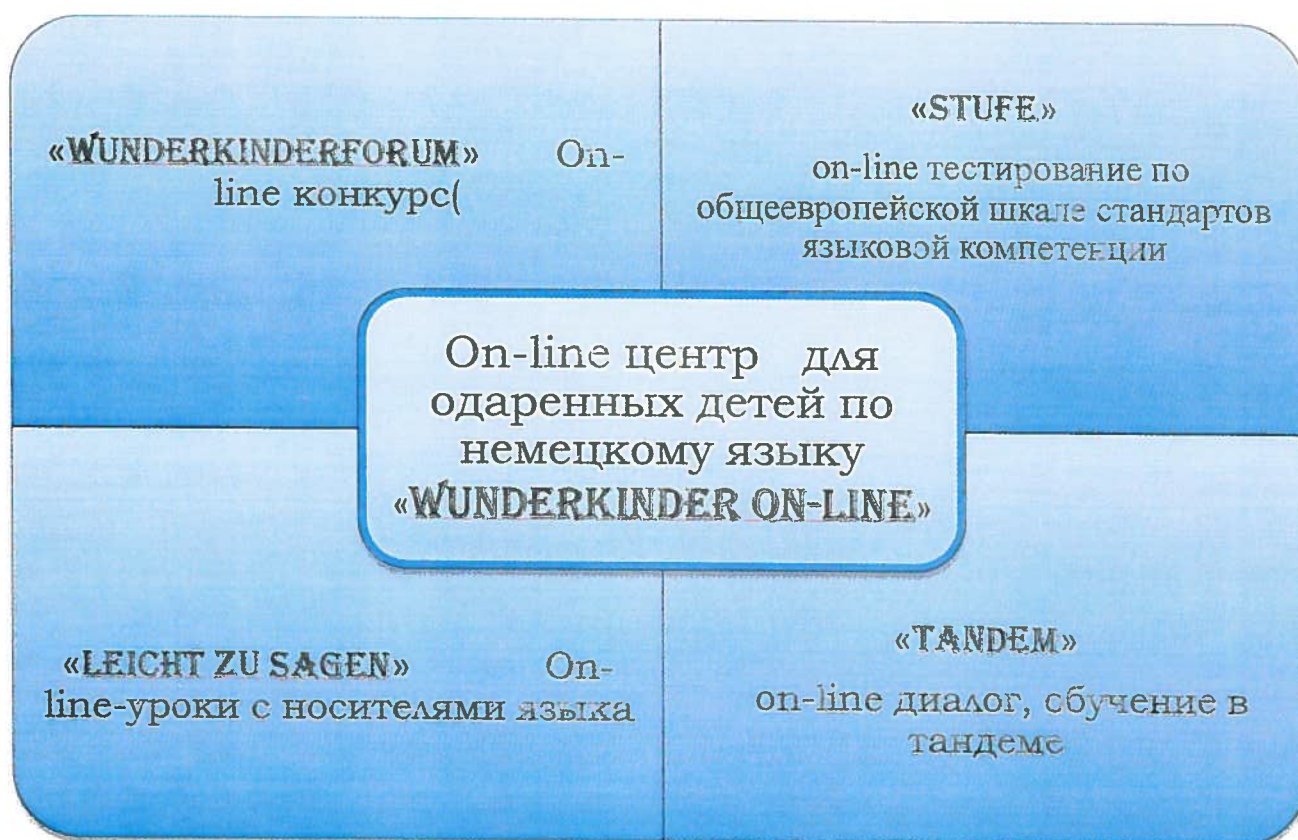 «WUNDERKINDERFORUM» On-
line конкурс(
«STUFE»
on-line тестирование по
общеевропейской шкале стандартов
языковой компетенции
On-line центр для
одаренных детей по
немецкому языку
«WUNDERKINDER ON-LINE»
«LEICHT ZU SAGEN» On-
line-уроки с носителями языка
«TANDEM»
on-line диалог, обучение в
тандеме